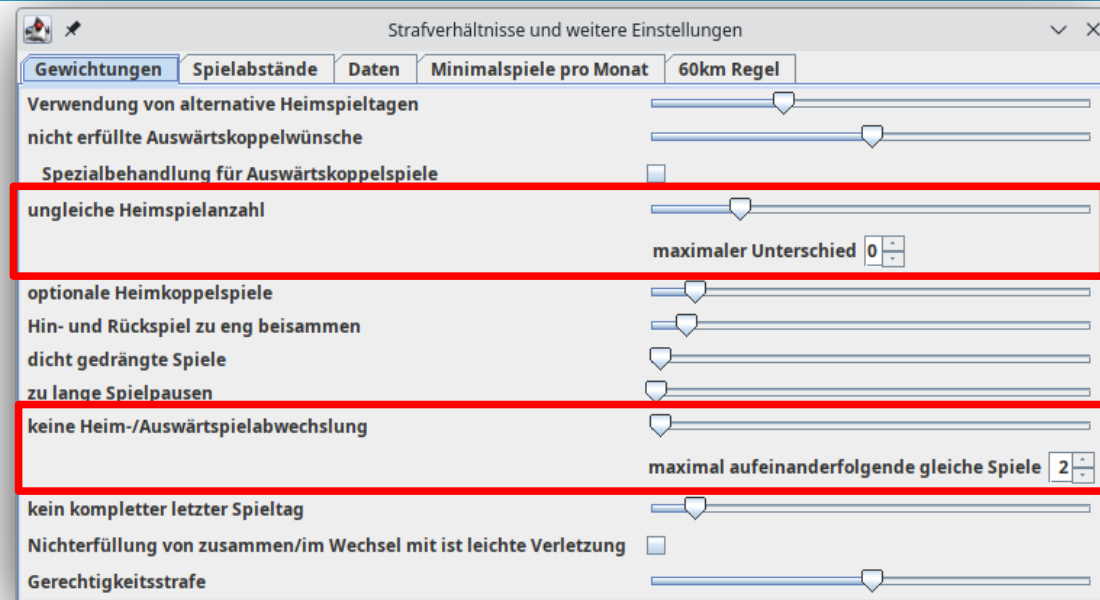 Strafverhältnisse und weitere Einstellungen
Gewichtungen Spielabstände Daten Minimalspiele pro Monat 60km Regel
Verwendung von alternative Heimspieltagen
nicht erfüllte Auswärtskoppelwünsche
Spezialbehandlung für Auswärtskoppelspiele
ungleiche Heimspielanzahl
maximaler Unterschied 0
optionale Heimkoppelspiele
Hin- und Rückspiel zu eng beisammen
dicht gedrängte Spiele
zu lange Spielpausen
keine Heim-/Auswärtspielabwechslung
maximal aufeinanderfolgende gleiche Spiele 2
kein kompletter letzter Spieltag
Nichterfüllung von zusammen/im Wechsel mit ist leichte Verletzung
Gerechtigkeitsstrafe